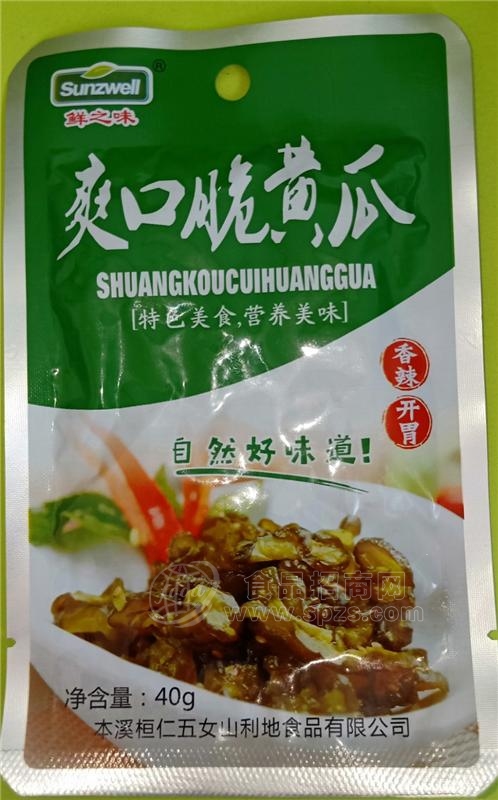 Sunzwell ®
鲜之味
爽口脆黄瓜
SHUANGKOUCUIHUANGGUA
[特色美食,营养美味]
香辣
开胃
自然好味道!
食品招商网
www.spzs.com
净含量：40g
本溪桓仁五女山利地食品有限公司